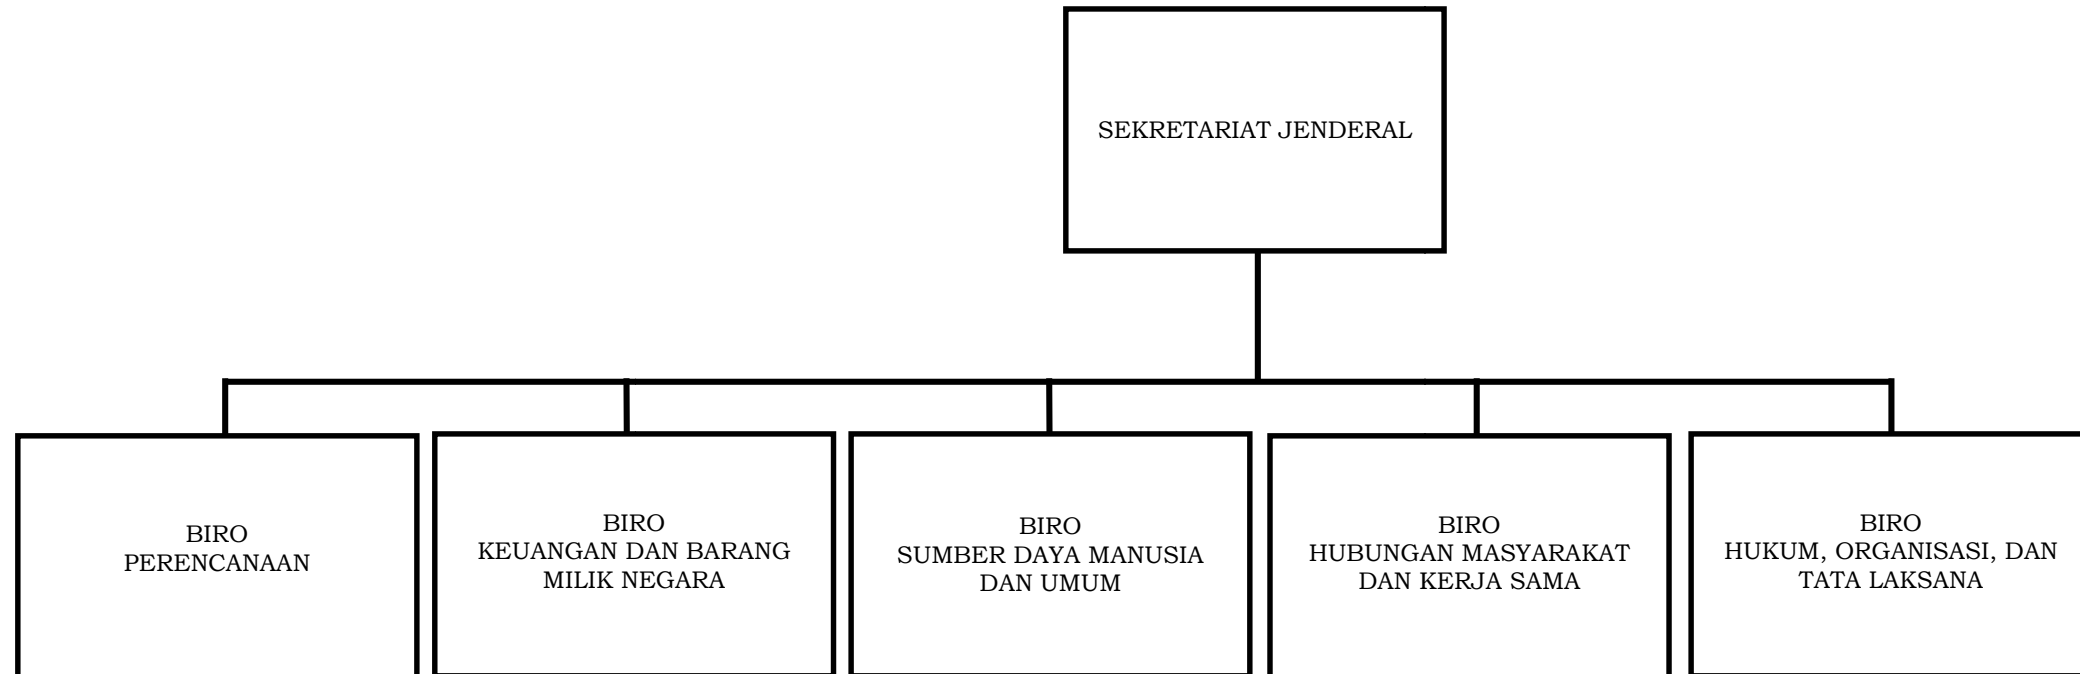 SEKRETARIAT JENDERAL
BIRO
PERENCANAAN
BIRO
KEUANGAN DAN BARANG
MILIK NEGARA
BIRO
SUMBER DAYA MANUSIA
DAN UMUM
BIRO
HUBUNGAN MASYARAKAT
DAN KERJA SAMA
BIRO
HUKUM, ORGANISASI, DAN
TATA LAKSANA